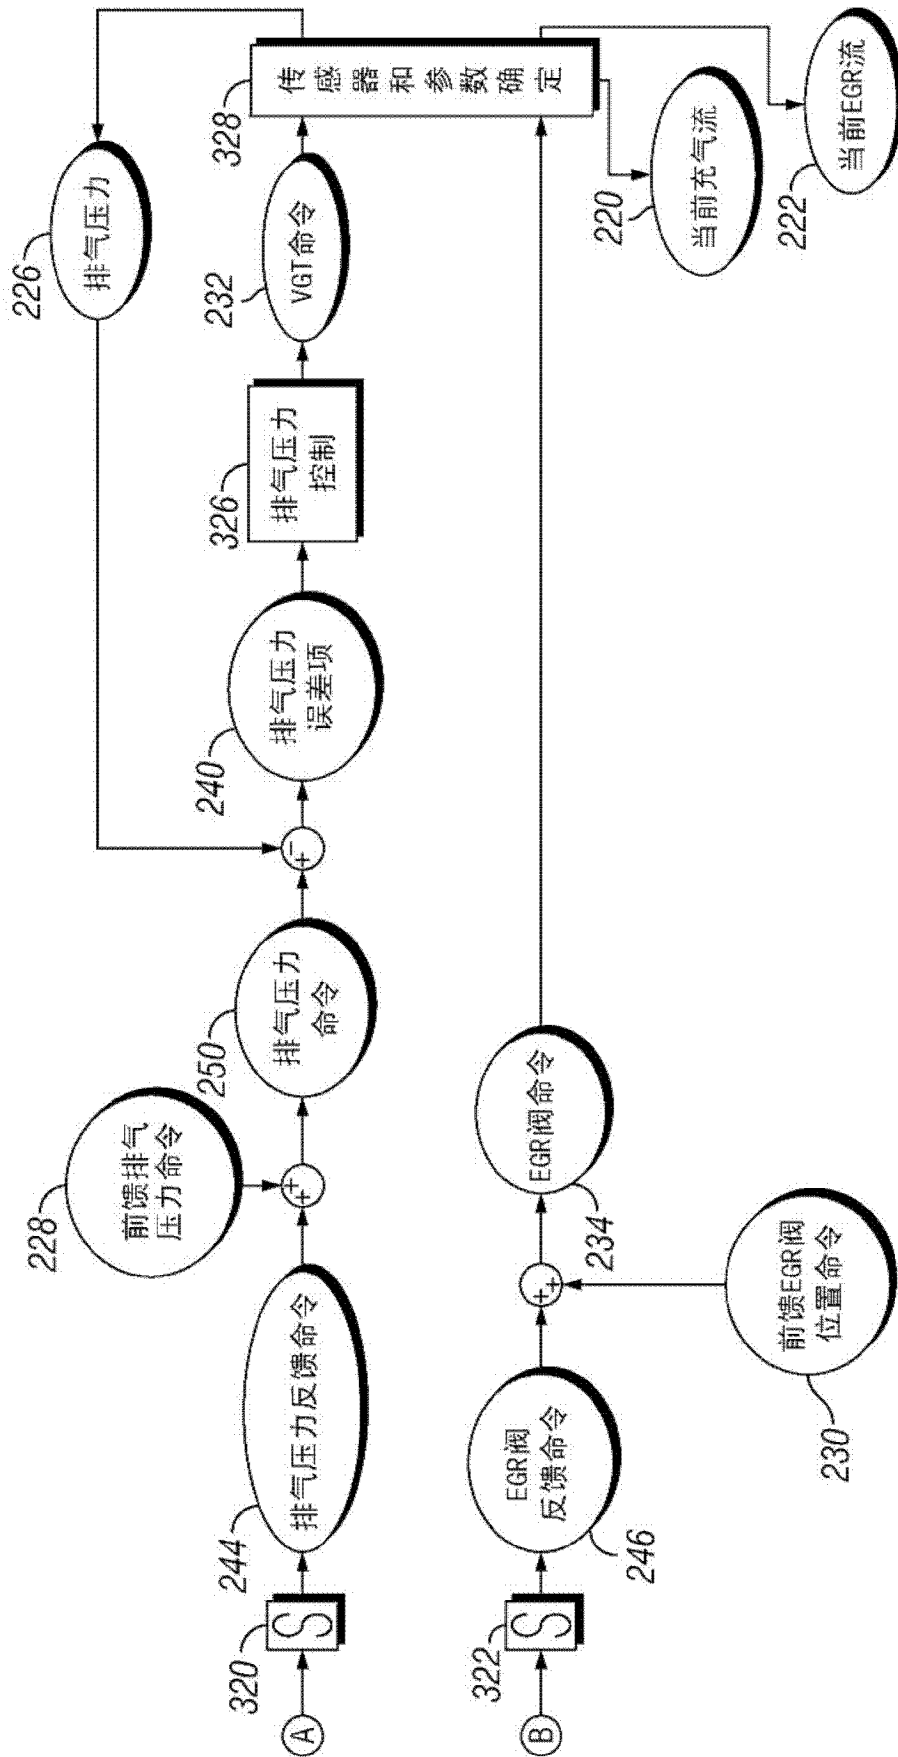 A
320
S
244
排气压力反馈命令
228
前馈排气
压力命令
+
+
250
排气压力
命令
+
-
240
排气压力
误差项
326
排气压力
控制
232
VGT命令
226
排气压力
328
传感器和参数确定
B
322
S
246
EGR阀
反馈命令
+
+
230
前馈EGR阀
位置命令
234
EGR阀命令
220
当前充气流
222
当前EGR流